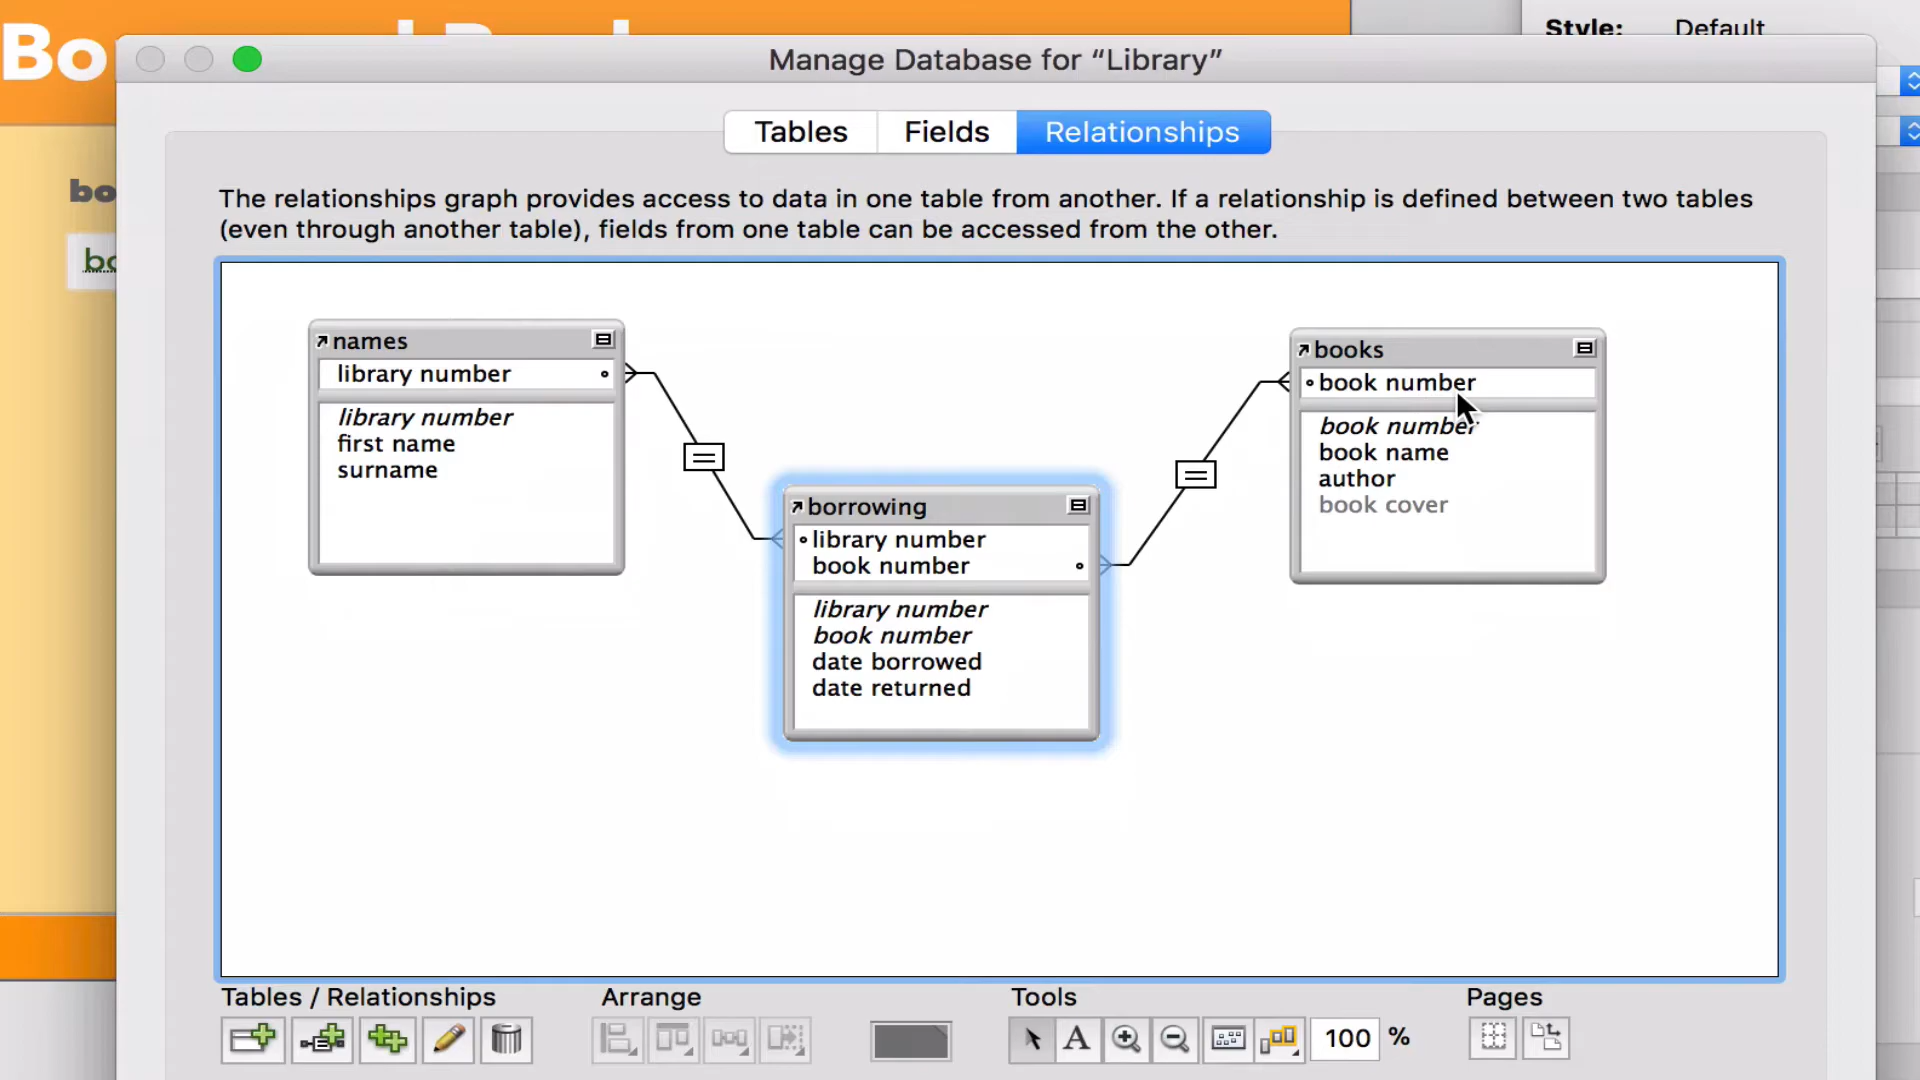 Bo
Style: Default
Manage Database for “Library”
Tables Fields Relationships
bo
The relationships graph provides access to data in one table from another. If a relationship is defined between two tables
(even through another table), fields from one table can be accessed from the other.
bo
names
library number
library number
first name
surname
borrowing
library number
book number
library number
book number
date borrowed
date returned
books
book number
book number
book name
author
book cover
Tables / Relationships
Arrange
Tools
Pages
A
100 %